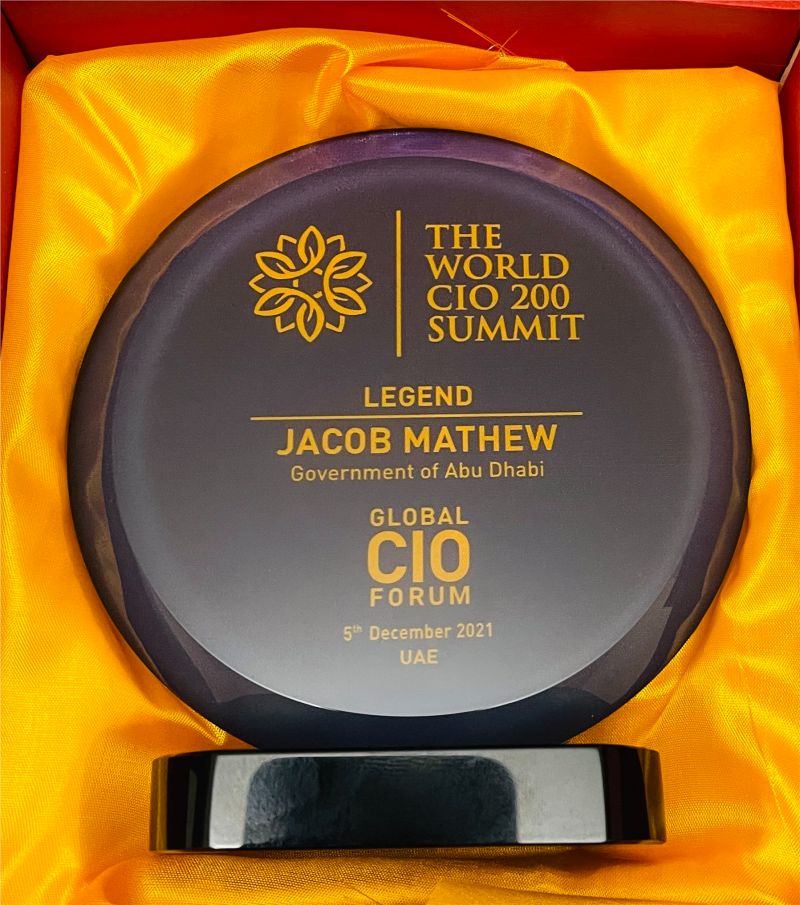 THE
WORLD
CIO 200
SUMMIT
LEGEND
JACOB MATHEW
Government of Abu Dhabi
GLOBAL
CIO
FORUM
5th December 2021
UAE